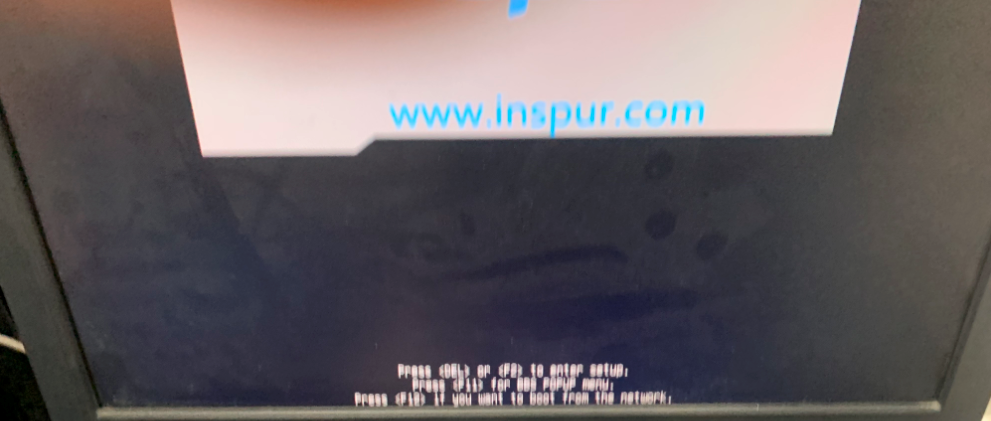 www.inspur.com
Press <DEL> or <F2> to enter setup.
Press <F11> for BBS POPUP menu.
Press <F12> if you want to boot from the network.